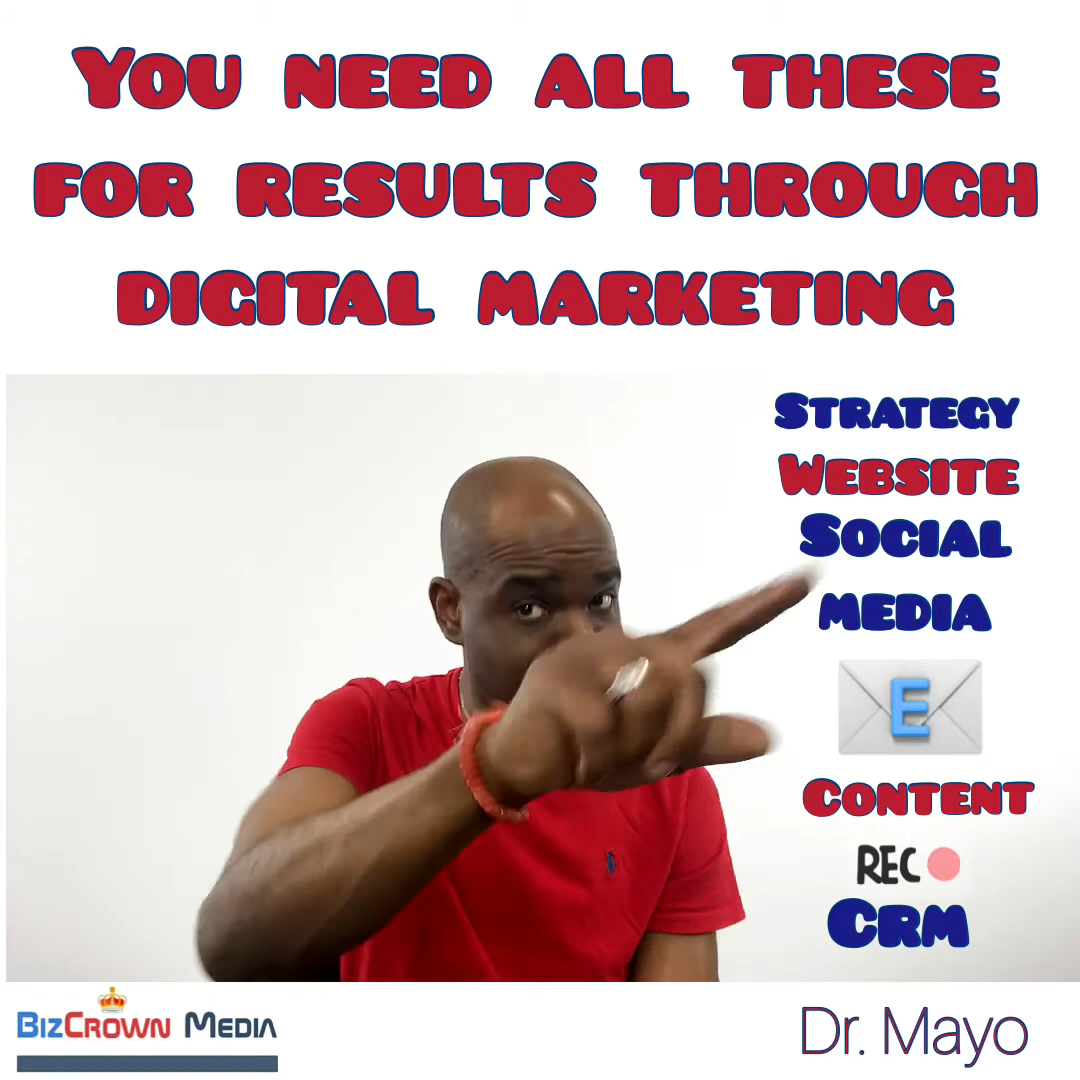 You need all these
for results through
digital marketing
Strategy
Website
Social
media
E
Content
REC
CRM
BizCrown Media
Dr. Mayo